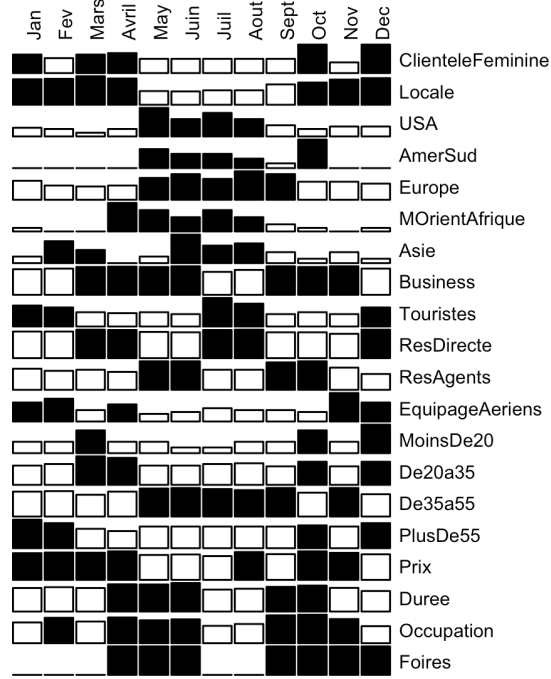 Jan Fev Mars Avril May Juin Juil Aout Sept Oct Nov Dec
ClienteleFeminine
Locale
USA
AmerSud
Europe
MOrientAfrique
Asie
Business
Touristes
ResDirecte
ResAgents
EquipageAeriens
MoinsDe20
De20a35
De35a55
PlusDe55
Prix
Duree
Occupation
Foires